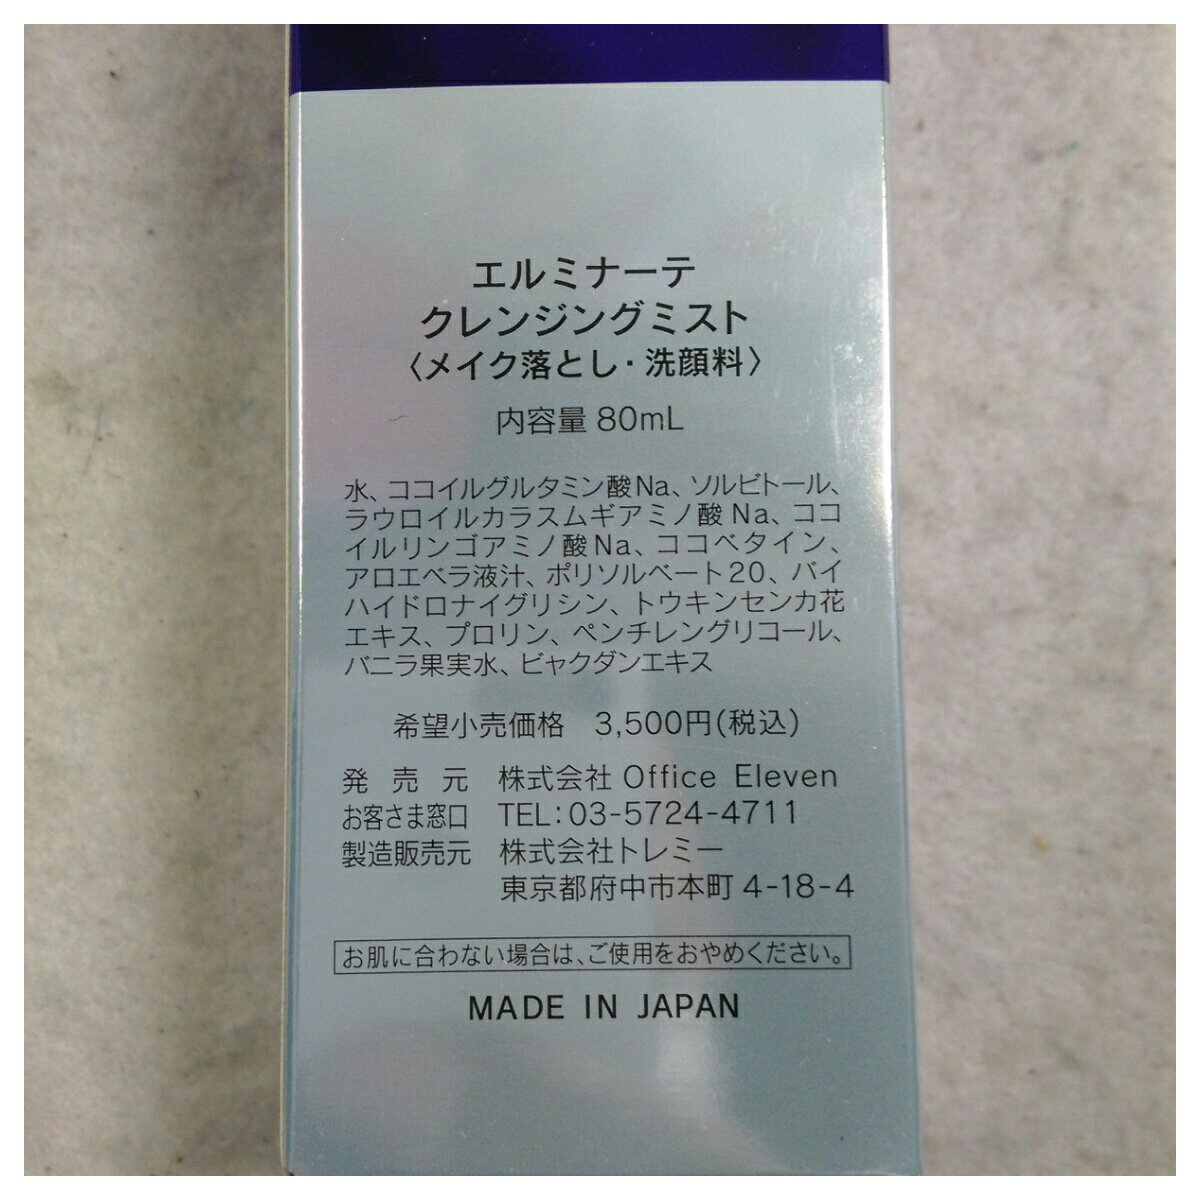 エルミナーテ
クレンジングミスト
〈メイク落とし・洗顔料〉
内容量 80mL
水、ココイルグルタミン酸Na、ソルビトール、
ラウロイルカラスムギアミノ酸Na、ココ
イルリンゴアミノ酸Na、ココベタイン、
アロエベラ液汁、ポリソルベート20、バイ
ハイドロナイグリシン、トウキンセンカ花
エキス、プロリン、ペンチレングリコール、
バニラ果実水、ビャクダンエキス
希望小売価格 3,500円(税込)
発売元 株式会社 Office Eleven
お客さま窓口 TEL:03-5724-4711
製造販売元 株式会社トレミー
東京都府中市本町 4-18-4
お肌に合わない場合は、ご使用をおやめください。
MADE IN JAPAN